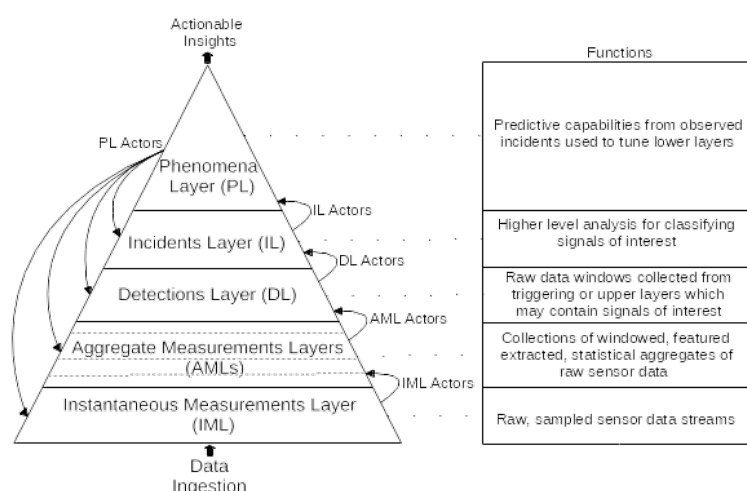 Actionable
Insights
Functions
PL Actors
Phenomena
Layer (PL)
Predictive capabilities from observed
incidents used to tune lower layers
IL Actors
Incidents Layer (IL)
Higher level analysis for classifying
signals of interest
DL Actors
Detections Layer (DL)
Raw data windows collected from
triggering or upper layers which
may contain signals of interest
AML Actors
Aggregate Measurements Layers
(AMLs)
Collections of windowed, featured
extracted, statistical aggregates of
raw sensor data
IML Actors
Instantaneous Measurements Layer
(IML)
Raw, sampled sensor data streams
Data
Ingestion